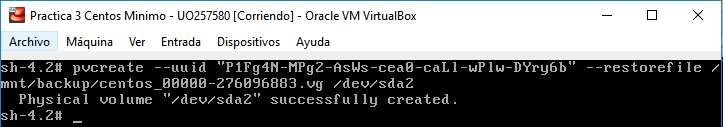 Practica 3 Centos Minimo - UO257580 [Corriendo] - Oracle VM VirtualBox
Archivo Máquina Ver Entrada Dispositivos Ayuda
sh-4.2# pvcreate --uuid "P1Fg4N-MPg2-AsWs-cea0-caLl-wPlw-DYry6b" --restorefile /
mnt/backup/centos_00000-276096883.vg /dev/sda2
  Physical volume "/dev/sda2" successfully created.
sh-4.2# _